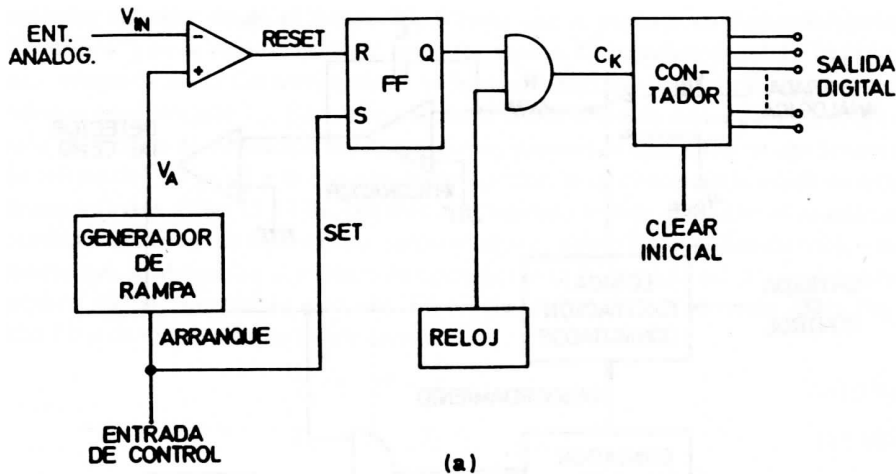 ENT.
ANALOG.
V_IN
-
+
RESET
R
Q
FF
S
C_K
CON-
TADOR
SALIDA
DIGITAL
V_A
SET
CLEAR
INICIAL
GENERADOR
DE
RAMPA
RELOJ
ARRANQUE
ENTRADA
DE CONTROL
(a)